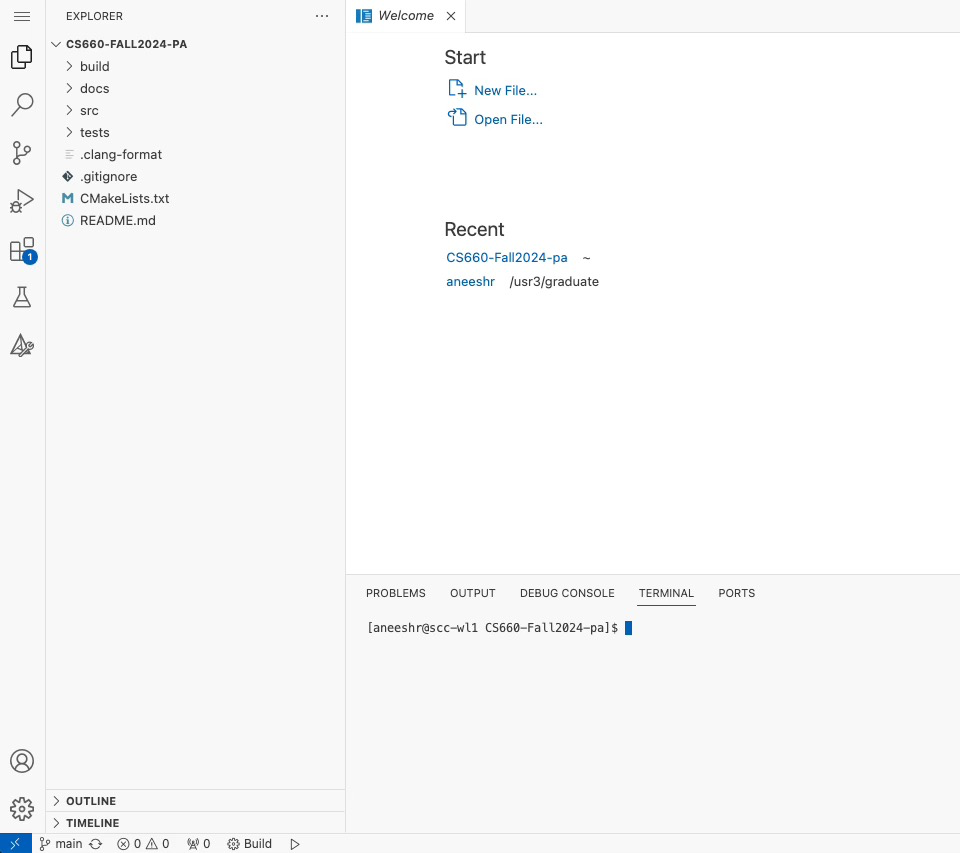 EXPLORER
CS660-FALL2024-PA
build
docs
src
tests
.clang-format
.gitignore
CMakeLists.txt
README.md
1
OUTLINE
TIMELINE
Welcome
Start
New File...
Open File...
Recent
CS660-Fall2024-pa ~
aneeshr /usr3/graduate
PROBLEMS OUTPUT DEBUG CONSOLE TERMINAL PORTS
[aneeshr@scc-wl1 CS660-Fall2024-pa]$
main 0 0 0 Build